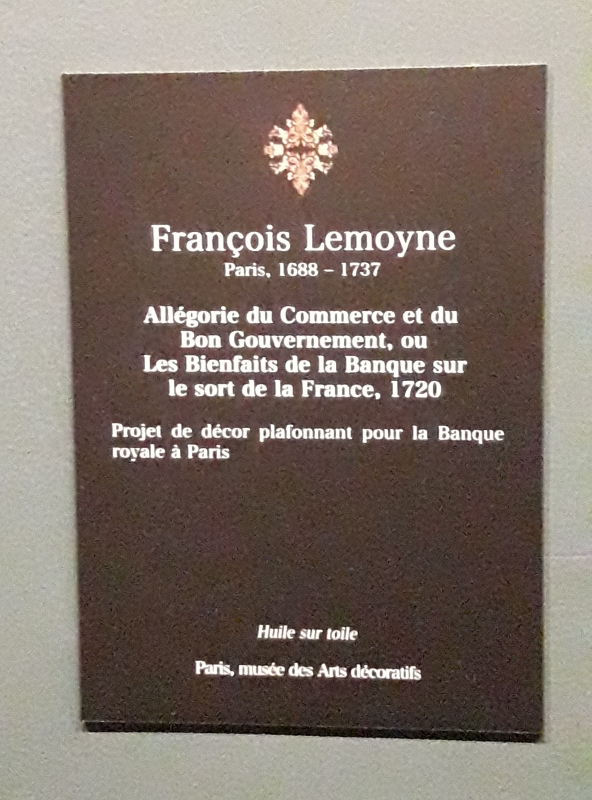 François Lemoyne
Paris, 1688 – 1737
Allégorie du Commerce et du
Bon Gouvernement, ou
Les Bienfaits de la Banque sur
le sort de la France, 1720
Projet de décor plafonnant pour la Banque
royale à Paris
Huile sur toile
Paris, musée des Arts décoratifs